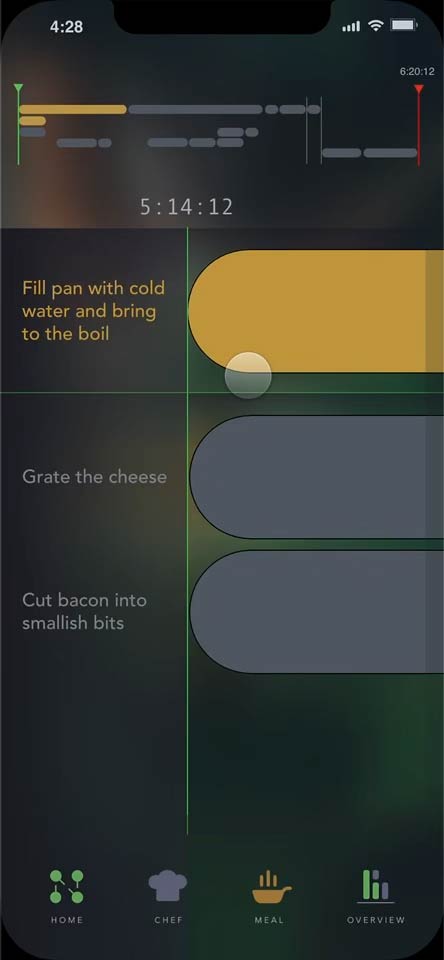 4:28
6:20:12
5:14:12
Fill pan with cold
water and bring
to the boil
Grate the cheese
Cut bacon into
smallish bits
HOME
CHEF
MEAL
OVERVIEW